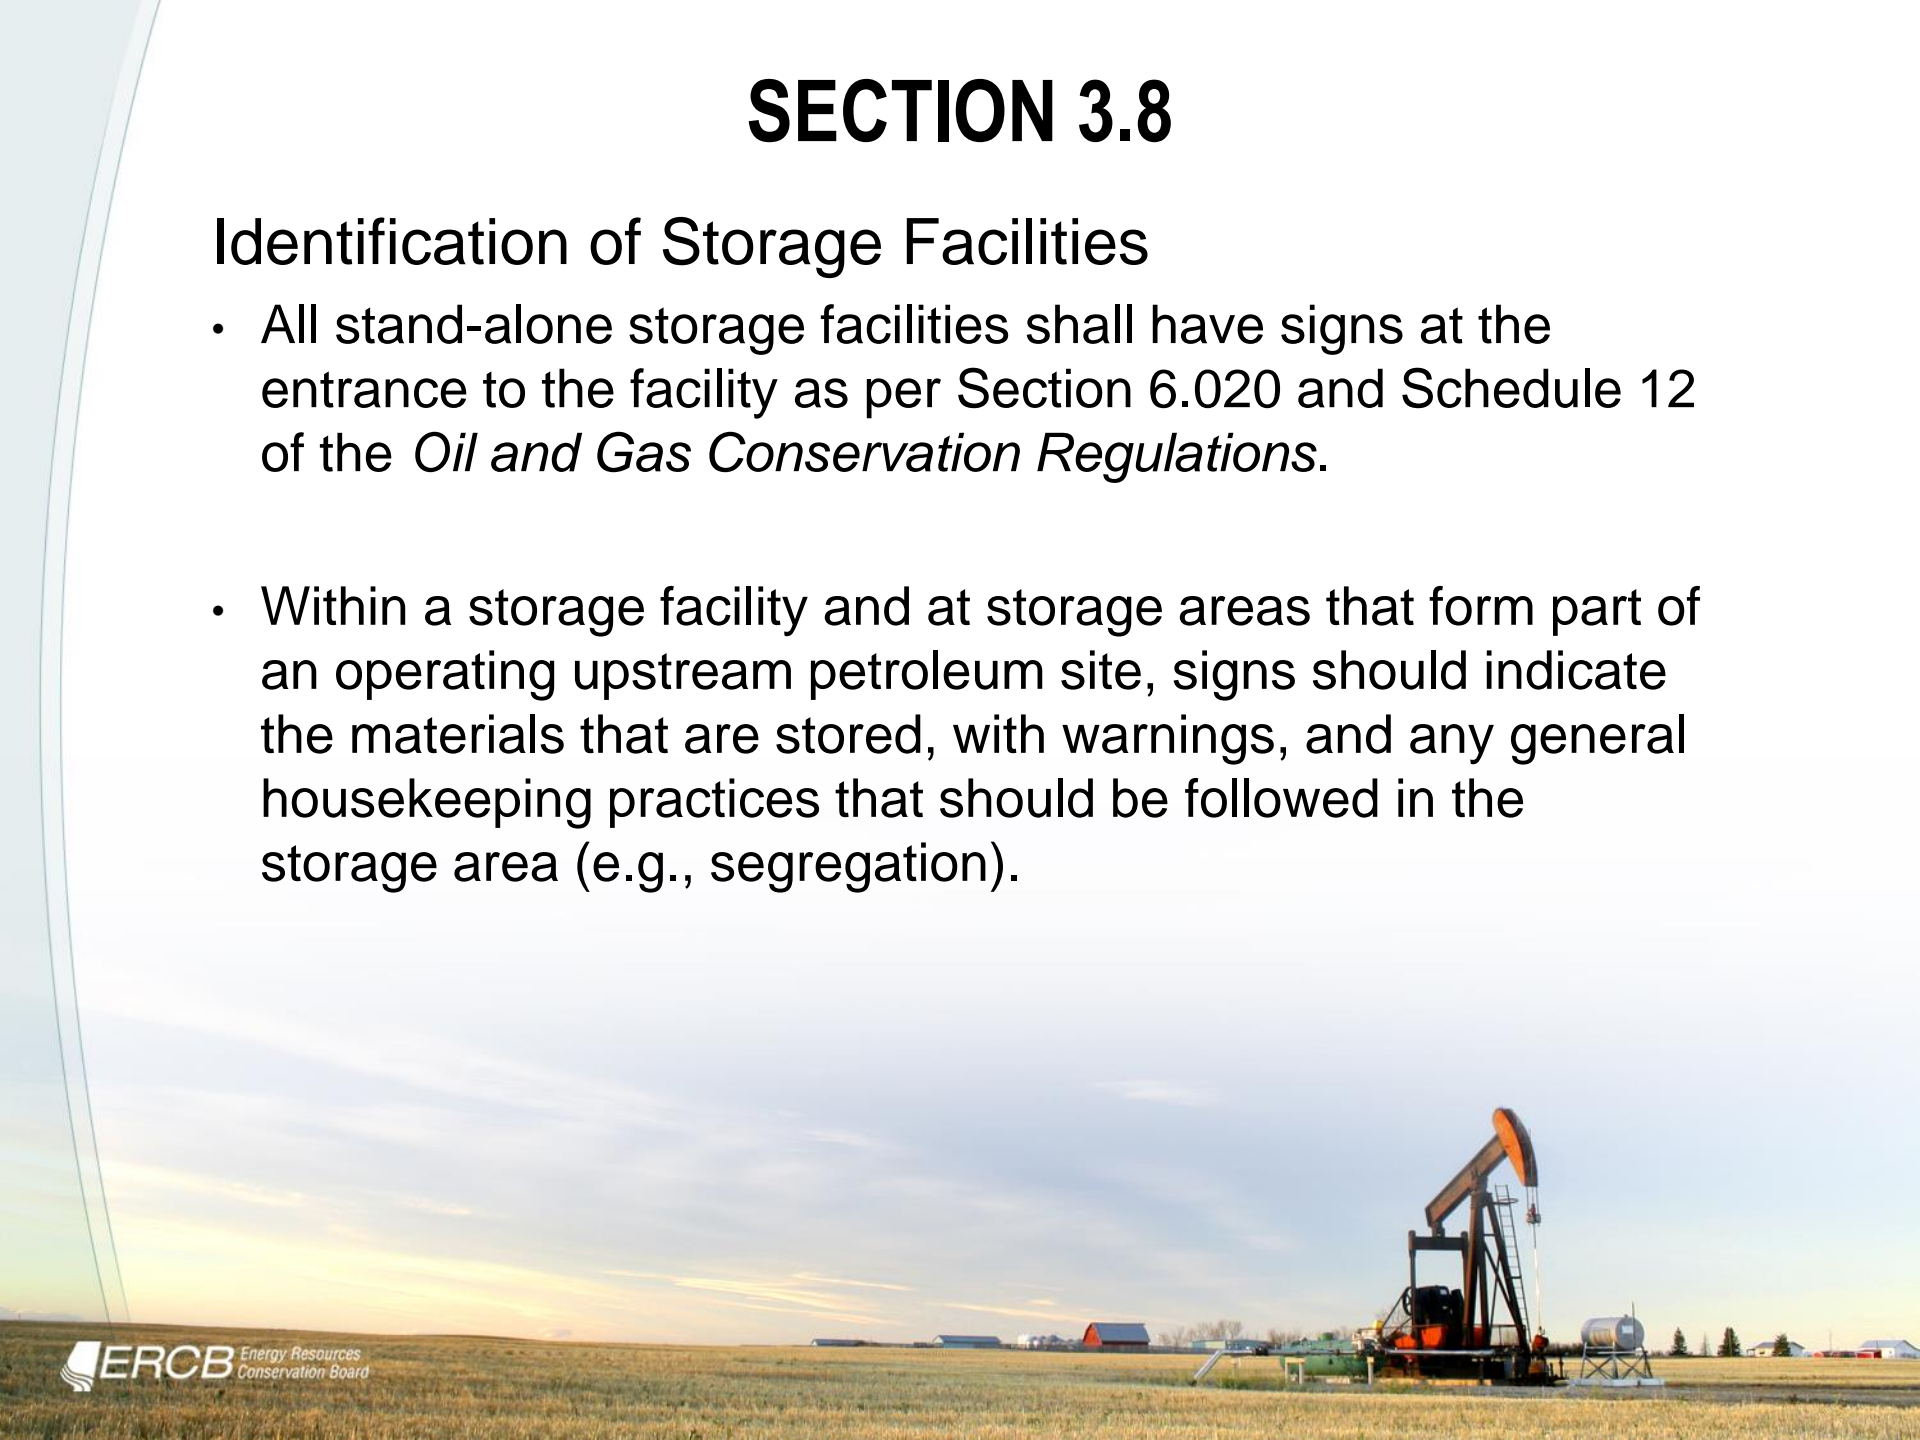 SECTION 3.8
Identification of Storage Facilities
• All stand-alone storage facilities shall have signs at the
entrance to the facility as per Section 6.020 and Schedule 12
of the Oil and Gas Conservation Regulations.
• Within a storage facility and at storage areas that form part of
an operating upstream petroleum site, signs should indicate
the materials that are stored, with warnings, and any general
housekeeping practices that should be followed in the
storage area (e.g., segregation).
ERCB Energy Resources
Conservation Board